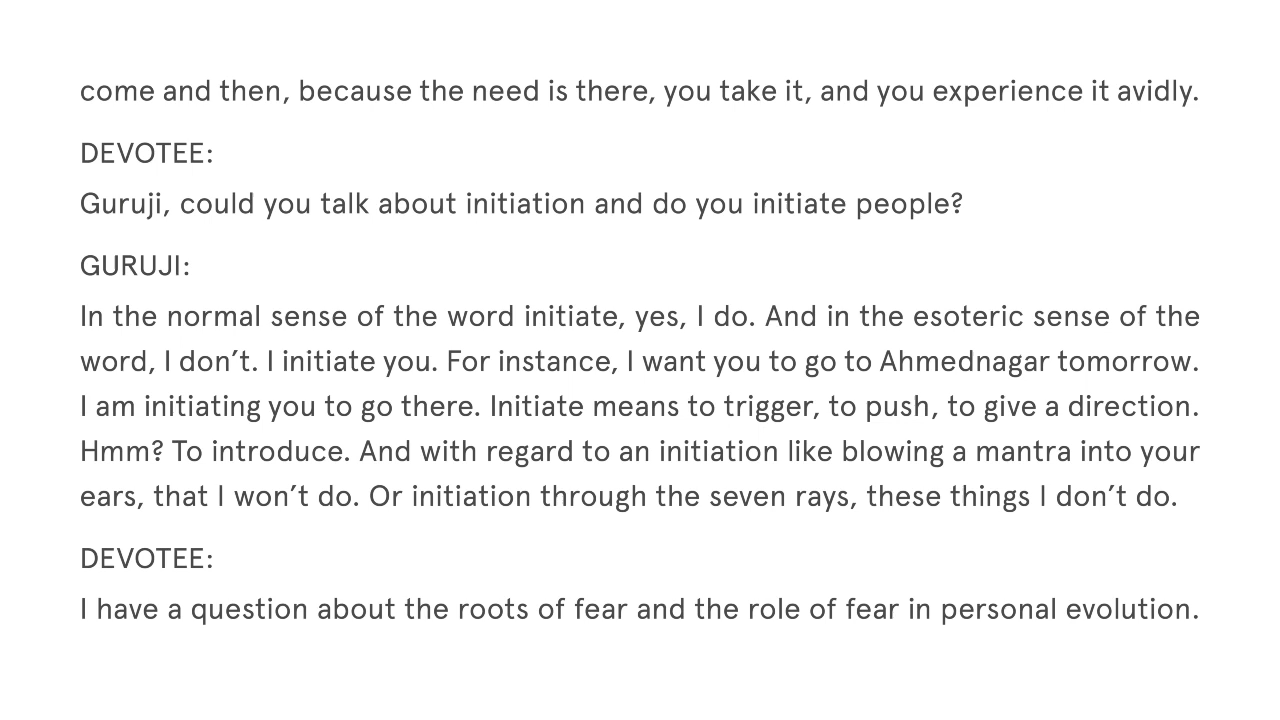 come and then, because the need is there, you take it, and you experience it avidly.
DEVOTEE:
Guruji, could you talk about initiation and do you initiate people?
GURUJI:
In the normal sense of the word initiate, yes, I do. And in the esoteric sense of the
word, I don’t. I initiate you. For instance, I want you to go to Ahmednagar tomorrow.
I am initiating you to go there. Initiate means to trigger, to push, to give a direction.
Hmm? To introduce. And with regard to an initiation like blowing a mantra into your
ears, that I won’t do. Or initiation through the seven rays, these things I don’t do.
DEVOTEE:
I have a question about the roots of fear and the role of fear in personal evolution.